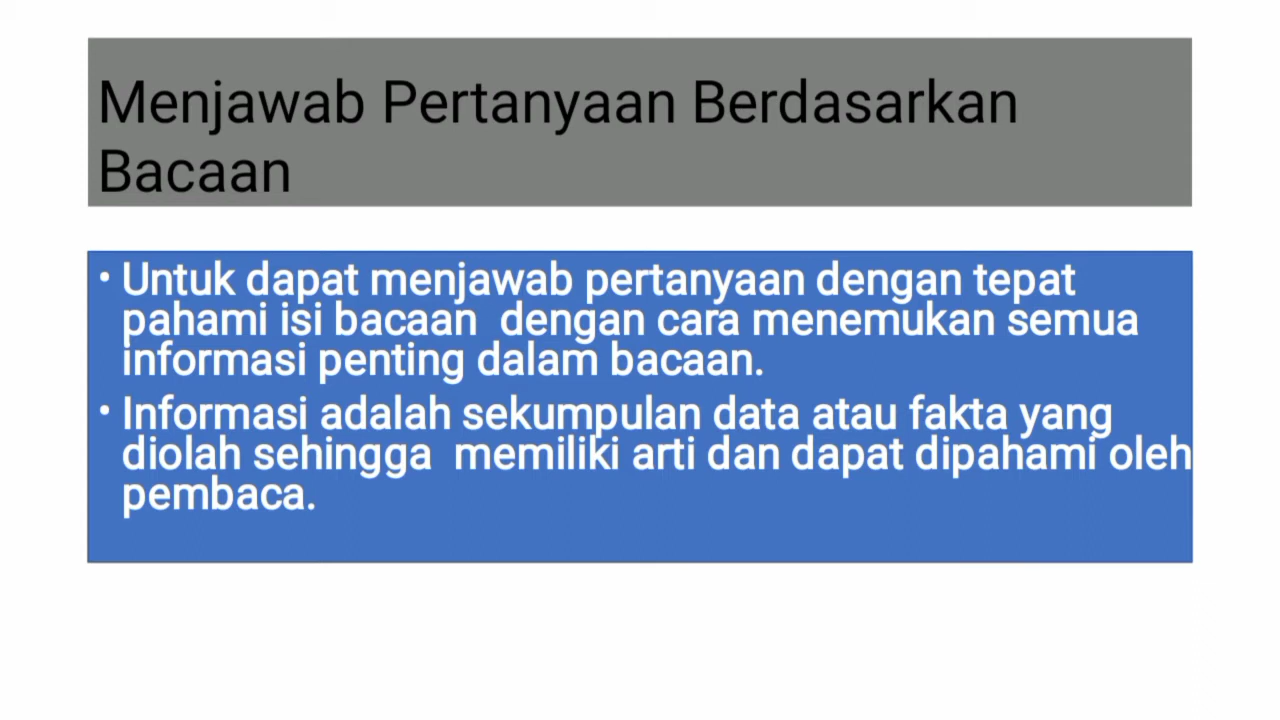 Menjawab Pertanyaan Berdasarkan
Bacaan
• Untuk dapat menjawab pertanyaan dengan tepat
pahami isi bacaan  dengan cara menemukan semua
informasi penting dalam bacaan.
• Informasi adalah sekumpulan data atau fakta yang
diolah sehingga  memiliki arti dan dapat dipahami oleh
pembaca.